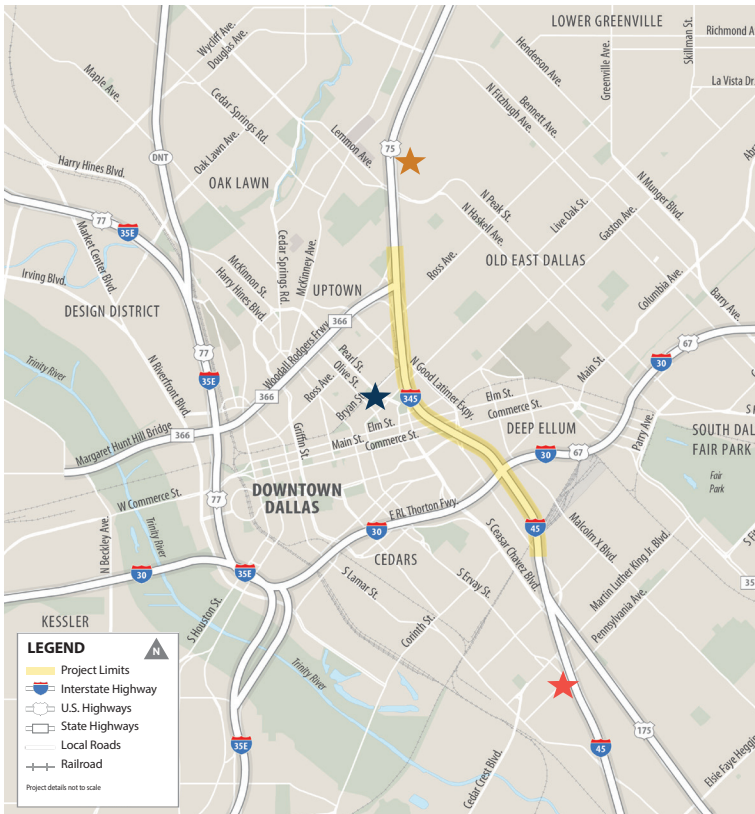 LOWER GREENVILLE
Richmond A
Skillman St.
Greenville Ave.
La Vista Dr.
Henderson Ave.
Bennett Ave.
N Fitzhugh Ave.
Wycliff Ave.
Douglas Ave.
Maple Ave.
Cedar Springs Rd.
Lemmon Ave.
Oak Lawn Ave.
75
DNT
Harry Hines Blvd.
OAK LAWN
N Peak St.
N Haskell Ave.
Live Oak St.
Gaston Ave.
N Munger Blvd.
77
35E
Market Center Blvd.
Irving Blvd.
Cedar Springs Rd.
McKinney Ave.
McKinnon St.
Harry Hines Blvd.
UPTOWN
Ross Ave.
OLD EAST DALLAS
Columbia Ave.
Barry Ave.
DESIGN DISTRICT
366
Woodall Rodgers Frwy.
67
30
Trinity River
N Riverfront Blvd.
77
35E
366
Pearl St.
Olive St.
Ross Ave.
Bryan St.
345
N Good Latimer Expy.
Main St.
Elm St.
Commerce St.
Elm St.
Main St.
Commerce St.
Griffin St.
DEEP ELLUM
Parry Ave.
SOUTH DAL
FAIR PARK
366
Margaret Hunt Hill Bridge
30
67
Fair
Park
W Commerce St.
77
DOWNTOWN
DALLAS
E RL Thorton Fwy.
30
45
S Ceasar Chavez Blvd.
Malcolm X Blvd.
Martin Luther King Jr. Blvd.
Pennsylvania Ave.
N Beckley Ave.
Trinity River
CEDARS
S Lamar St.
S Ervay St.
Corinth St.
30
35E
KESSLER
S Houston St.
Trinity River
LEGEND
N
Project Limits
Interstate Highway
U.S. Highways
State Highways
Local Roads
Railroad
Project details not to scale
35E
Cedar Crest Blvd.
45
175